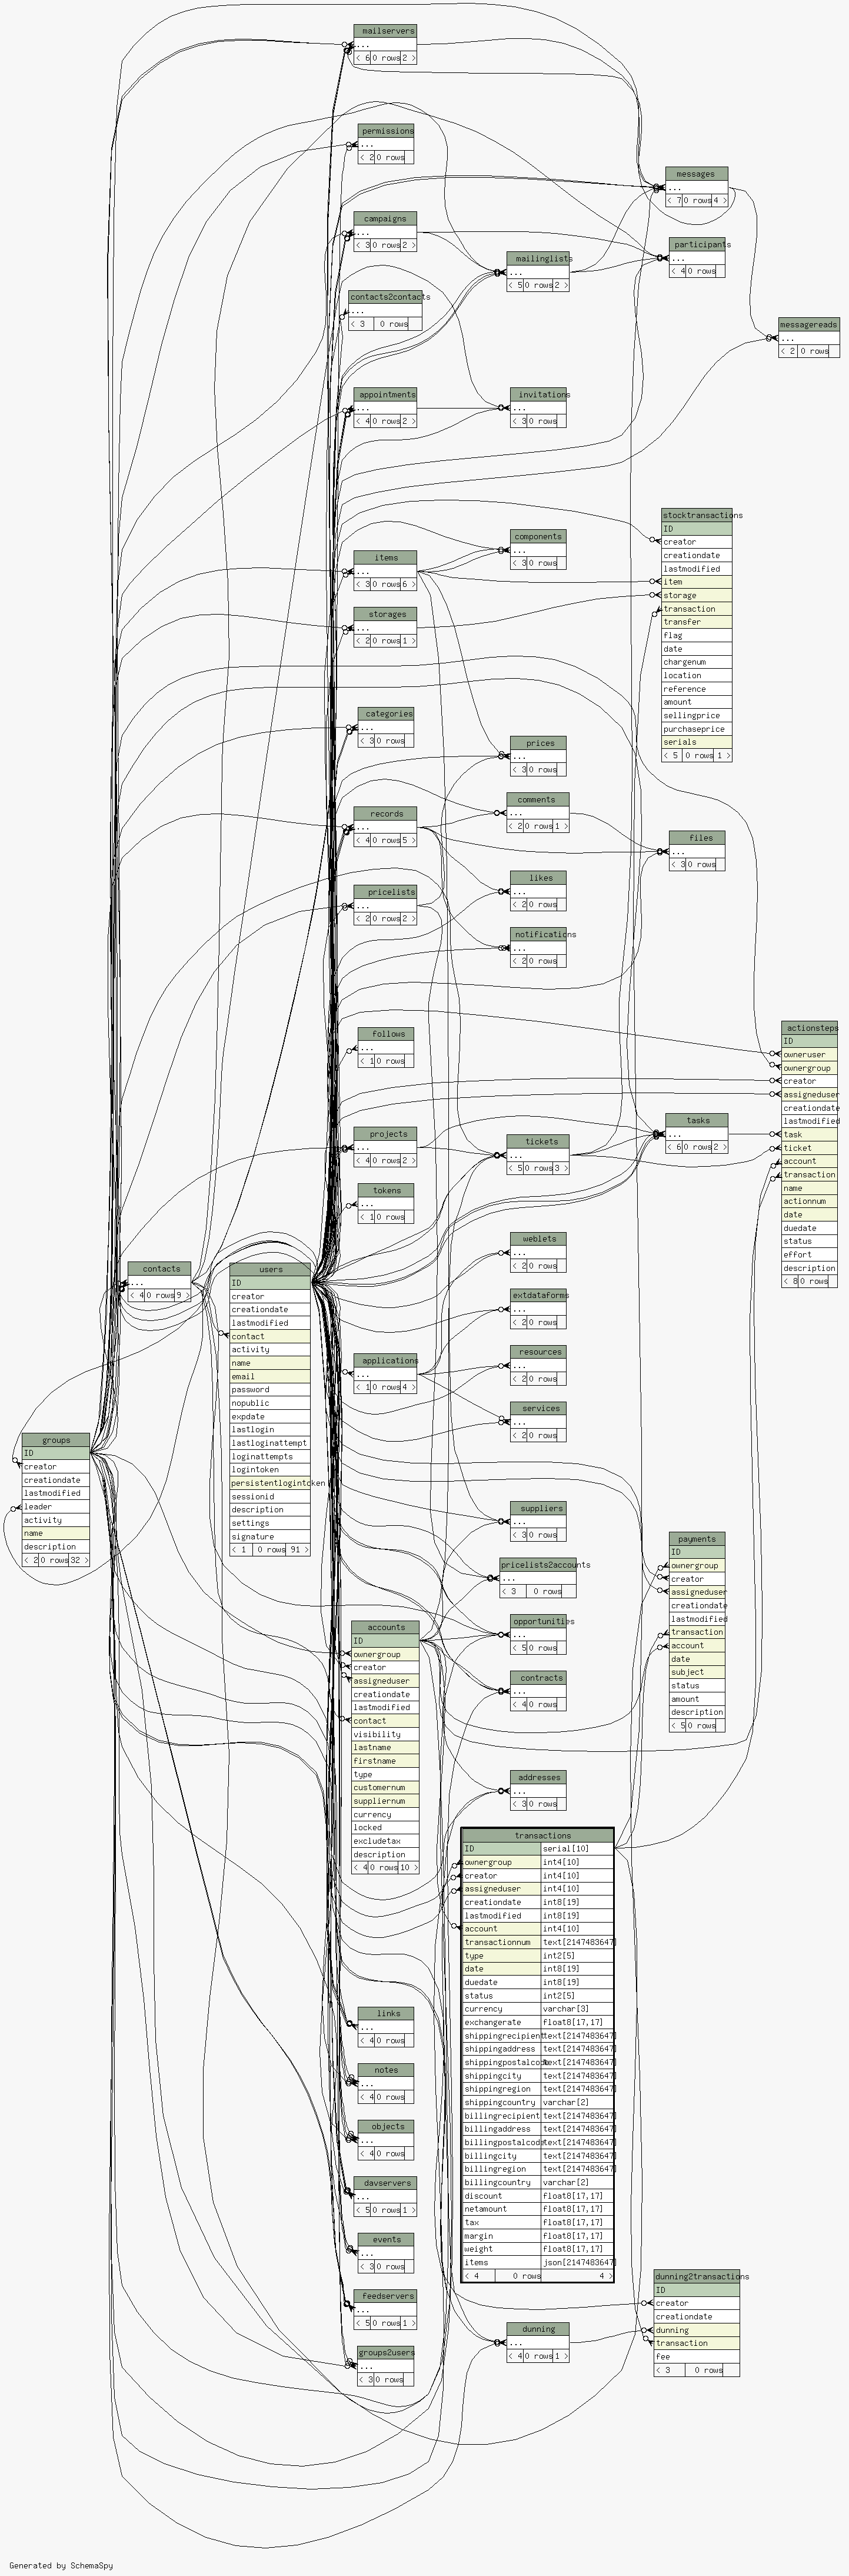 mailservers
...
< 6 0 rows 2 >
permissions
...
< 2 0 rows
messages
...
< 7 0 rows 4 >
campaigns
...
< 3 0 rows 2 >
participants
...
< 4 0 rows
mailinglists
...
< 5 0 rows 2 >
contacts2contacts
...
< 3 0 rows
messagereads
...
< 2 0 rows
appointments
...
< 4 0 rows 2 >
invitations
...
< 3 0 rows
stocktransactions
ID
creator
creationdate
lastmodified
item
storage
transaction
transfer
flag
date
chargenum
location
reference
amount
sellingprice
purchaseprice
serials
< 5 0 rows 1 >
components
...
< 3 0 rows
items
...
< 3 0 rows 6 >
storages
...
< 2 0 rows 1 >
categories
...
< 3 0 rows
prices
...
< 3 0 rows
comments
...
< 2 0 rows 1 >
records
...
< 4 0 rows 5 >
files
...
< 3 0 rows
likes
...
< 2 0 rows
pricelists
...
< 2 0 rows 2 >
notifications
...
< 2 0 rows
follows
...
< 1 0 rows
actionsteps
ID
owneruser
ownergroup
creator
assigneduser
creationdate
lastmodified
task
ticket
account
transaction
name
actionnum
date
duedate
status
effort
description
< 8 0 rows
tasks
...
< 6 0 rows 2 >
projects
...
< 4 0 rows 2 >
tickets
...
< 5 0 rows 3 >
tokens
...
< 1 0 rows
weblets
...
< 2 0 rows
contacts
...
< 4 0 rows 9 >
users
ID
creator
creationdate
lastmodified
contact
activity
name
email
password
nopublic
expdate
lastlogin
lastloginattempt
loginattempts
logintoken
persistentlogintoken
sessionid
description
settings
signature
< 1 0 rows 91 >
extdataforms
...
< 2 0 rows
resources
...
< 2 0 rows
applications
...
< 1 0 rows 4 >
services
...
< 2 0 rows
groups
ID
creator
creationdate
lastmodified
leader
activity
name
description
< 2 0 rows 32 >
suppliers
...
< 3 0 rows
pricelists2accounts
...
< 3 0 rows
payments
ID
ownergroup
creator
assigneduser
creationdate
lastmodified
transaction
account
date
subject
status
amount
description
< 5 0 rows
opportunities
...
< 5 0 rows
accounts
ID
ownergroup
creator
assigneduser
creationdate
lastmodified
contact
visibility
lastname
firstname
type
customernum
suppliernum
currency
locked
excludetax
description
< 4 0 rows 10 >
contracts
...
< 4 0 rows
addresses
...
< 3 0 rows
transactions
ID serial[10]
ownergroup int4[10]
creator int4[10]
assigneduser int4[10]
creationdate int8[19]
lastmodified int8[19]
account int4[10]
transactionnum text[2147483647]
type int2[5]
date int8[19]
duedate int8[19]
status int2[5]
currency varchar[3]
exchangerate float8[17,17]
shippingrecipient text[2147483647]
shippingaddress text[2147483647]
shippingpostalcode text[2147483647]
shippingcity text[2147483647]
shippingregion text[2147483647]
shippingcountry varchar[2]
billingrecipient text[2147483647]
billingaddress text[2147483647]
billingpostalcode text[2147483647]
billingcity text[2147483647]
billingregion text[2147483647]
billingcountry varchar[2]
discount float8[17,17]
netamount float8[17,17]
tax float8[17,17]
margin float8[17,17]
weight float8[17,17]
items json[2147483647]
< 4 0 rows 4 >
links
...
< 4 0 rows
notes
...
< 4 0 rows
objects
...
< 4 0 rows
davservers
...
< 5 0 rows 1 >
events
...
< 3 0 rows
feedservers
...
< 5 0 rows 1 >
groups2users
...
< 3 0 rows
dunning
...
< 4 0 rows 1 >
dunning2transactions
ID
creator
creationdate
dunning
transaction
fee
< 3 0 rows
Generated by SchemaSpy